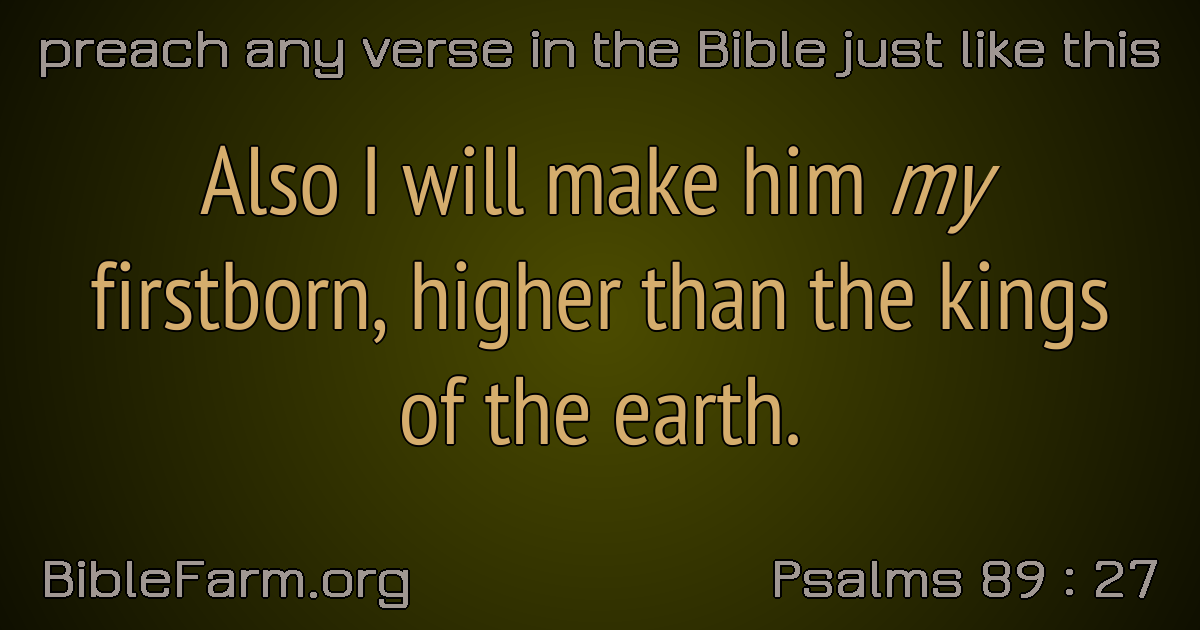 preach any verse in the Bible just like this
Also I will make him my
firstborn, higher than the kings
of the earth.
BibleFarm.org
Psalms 89 : 27